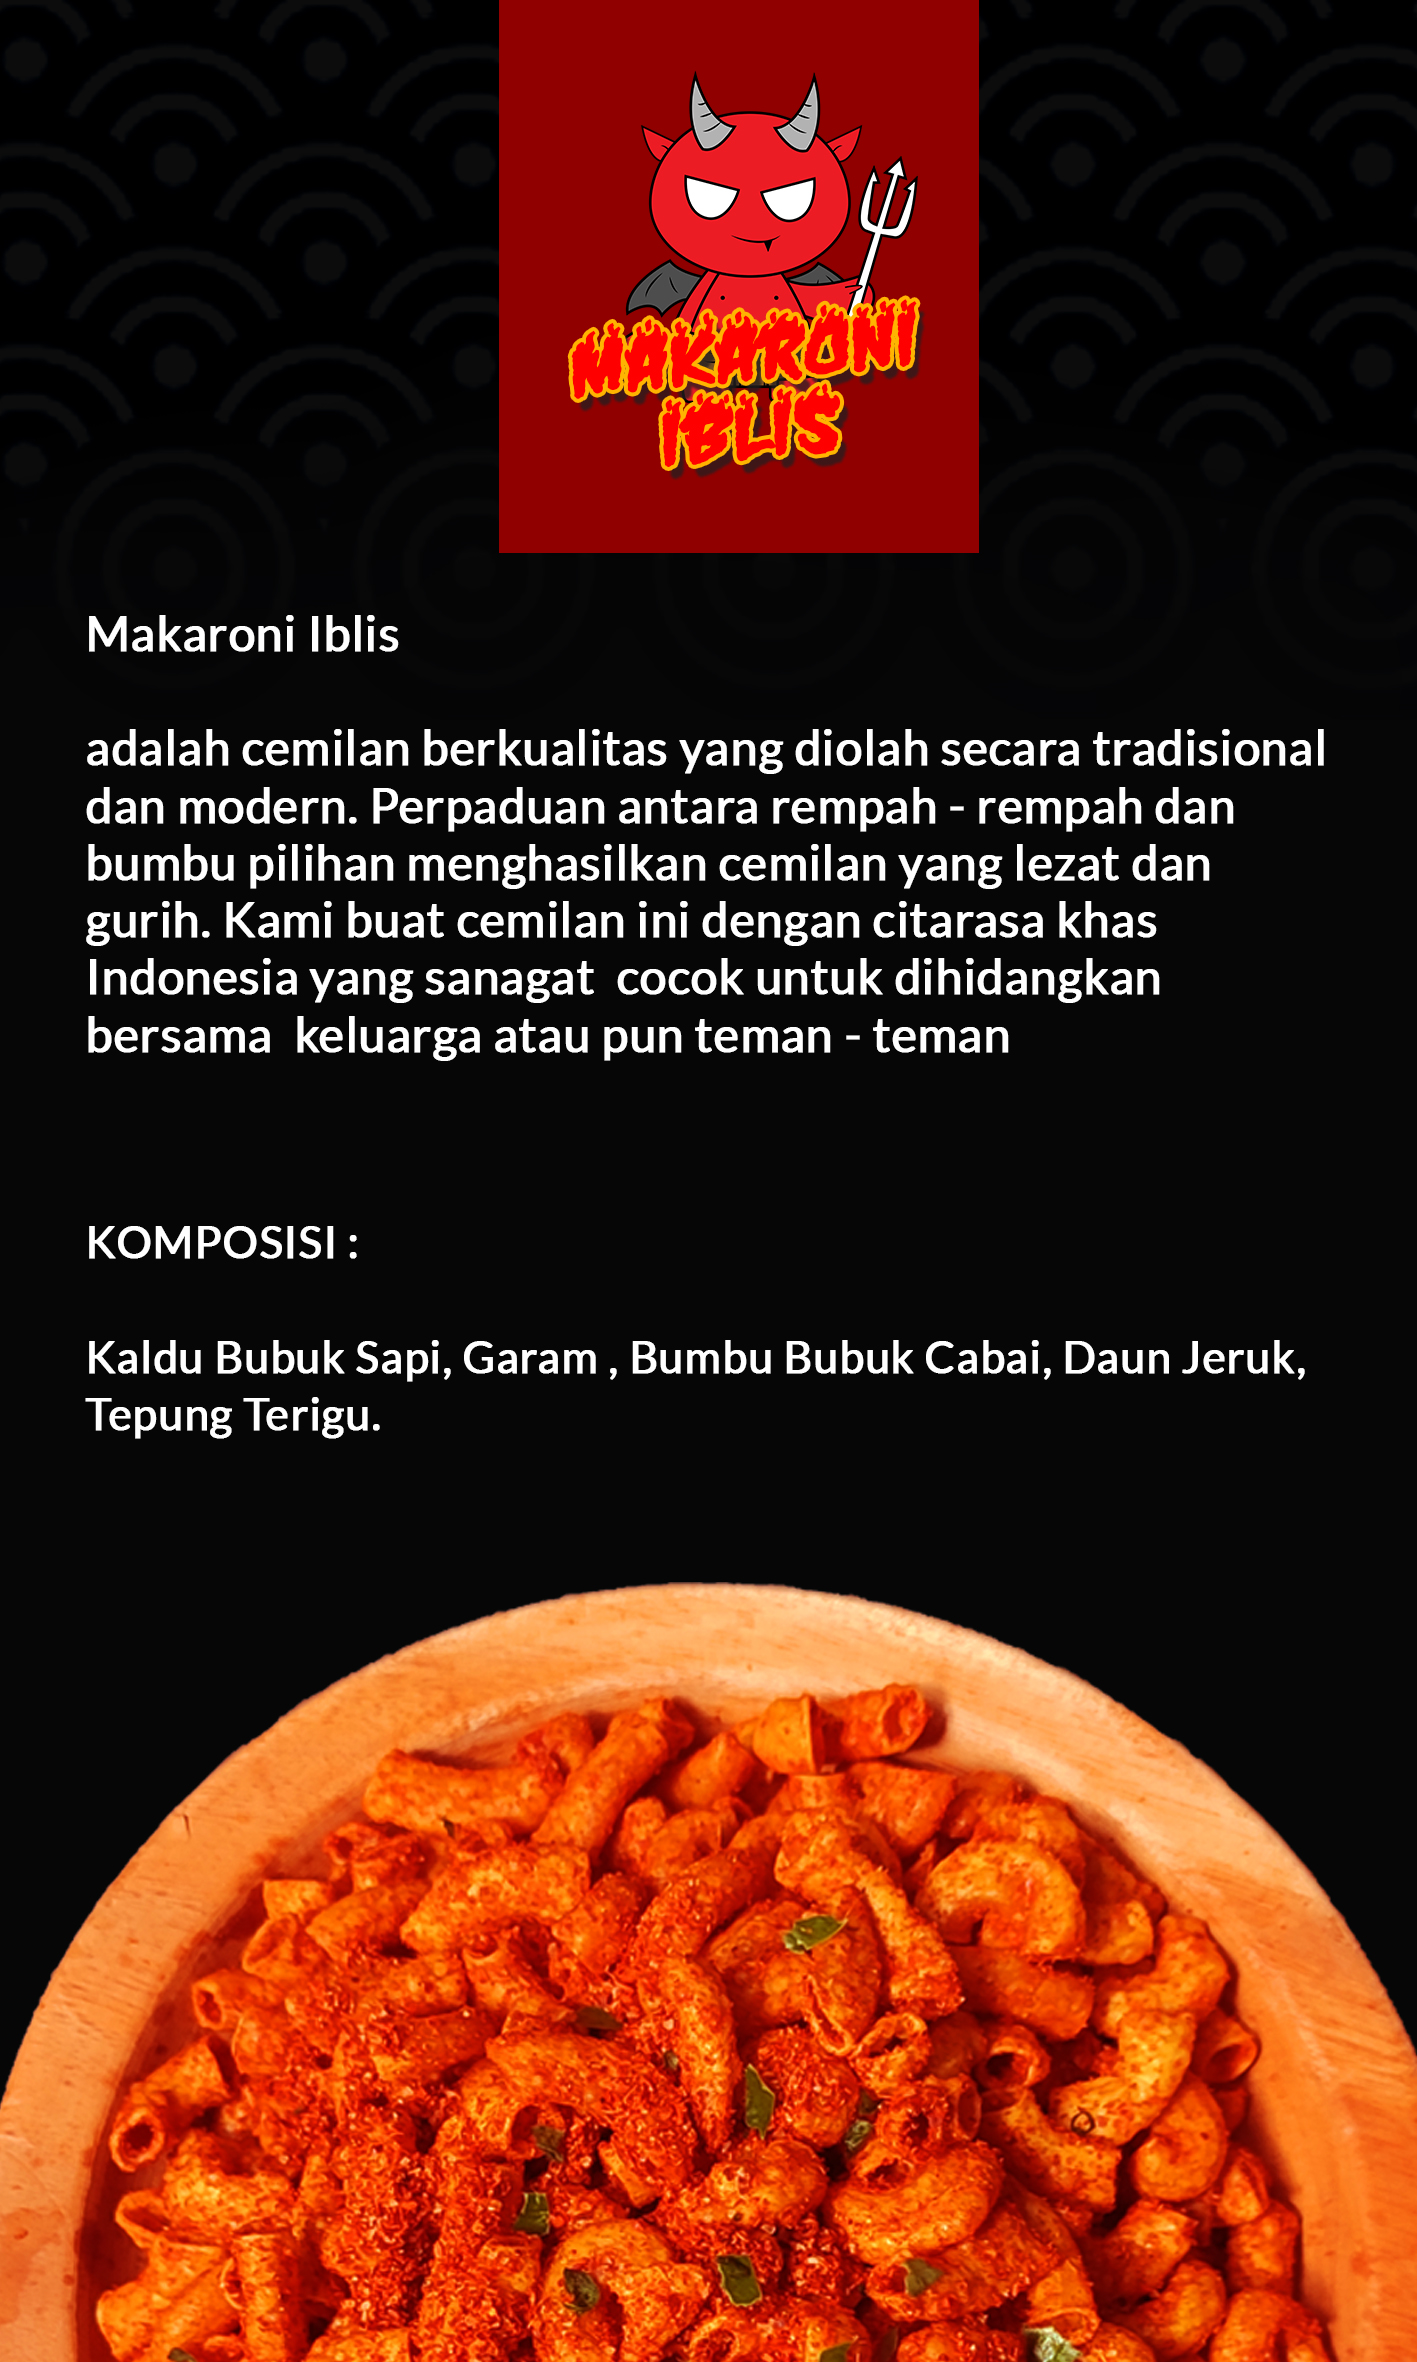 MAKARONI
IBLIS
Makaroni Iblis
adalah cemilan berkualitas yang diolah secara tradisional
dan modern. Perpaduan antara rempah - rempah dan
bumbu pilihan menghasilkan cemilan yang lezat dan
gurih. Kami buat cemilan ini dengan citarasa khas
Indonesia yang sanagat  cocok untuk dihidangkan
bersama  keluarga atau pun teman - teman
KOMPOSISI :
Kaldu Bubuk Sapi, Garam , Bumbu Bubuk Cabai, Daun Jeruk,
Tepung Terigu.